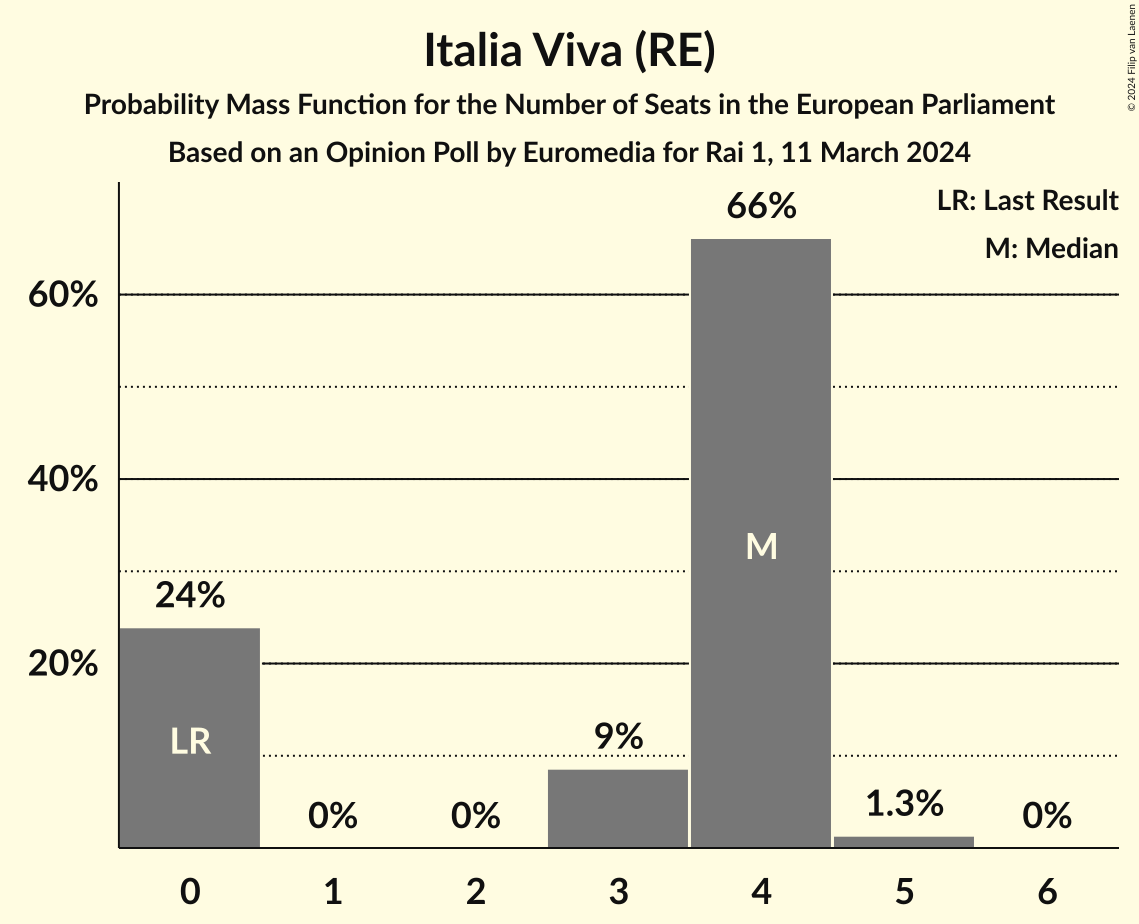 Italia Viva (RE)
Probability Mass Function for the Number of Seats in the European Parliament
Based on an Opinion Poll by Euromedia for Rai 1, 11 March 2024
© 2024 Filip van Laenen
LR: Last Result
M: Median
66%
60%
40%
M
24%
20%
LR
9%
1.3%
0%
0%
0%
0
1
2
3
4
5
6